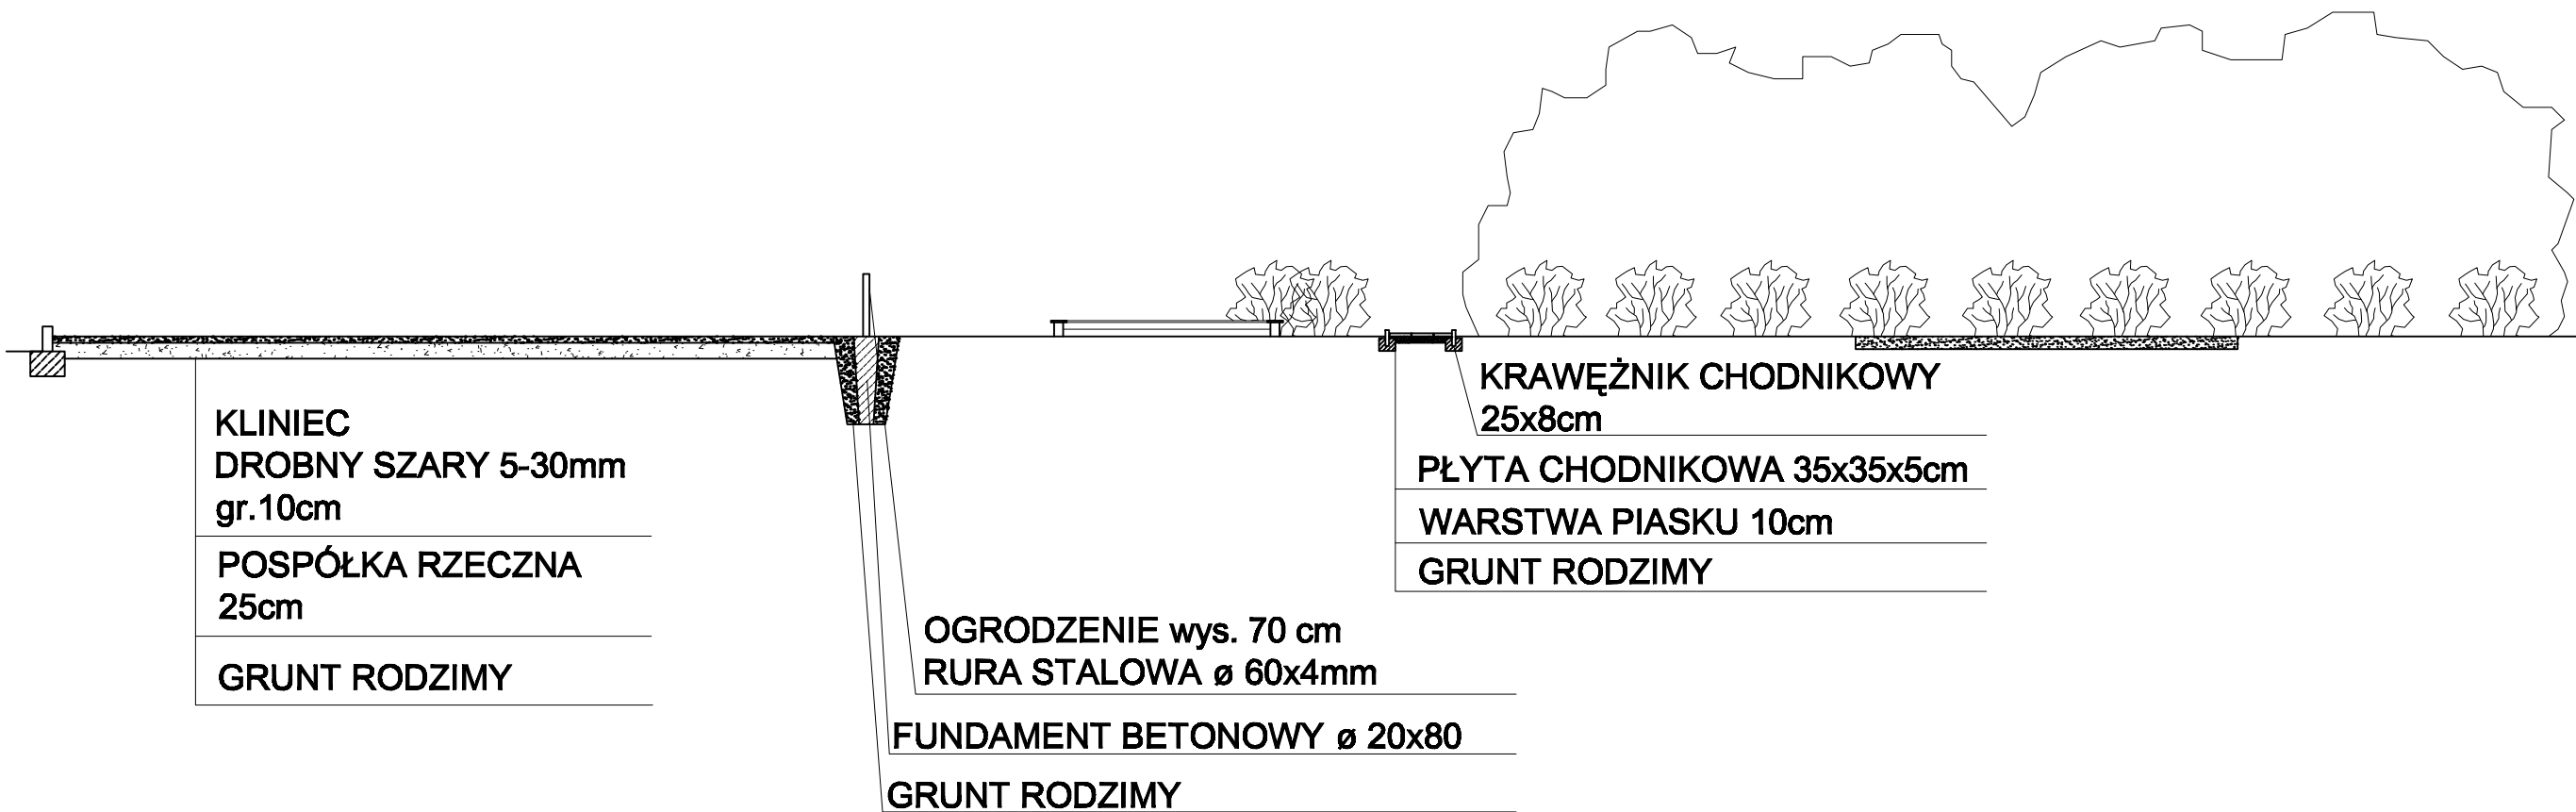 KLINIEC
DROBNY SZARY 5-30mm
gr.10cm
POSPÓŁKA RZECZNA
25cm
GRUNT RODZIMY
OGRODZENIE wys. 70 cm
RURA STALOWA ø 60x4mm
FUNDAMENT BETONOWY ø 20x80
GRUNT RODZIMY
KRAWĘŻNIK CHODNIKOWY
25x8cm
PŁYTA CHODNIKOWA 35x35x5cm
WARSTWA PIASKU 10cm
GRUNT RODZIMY